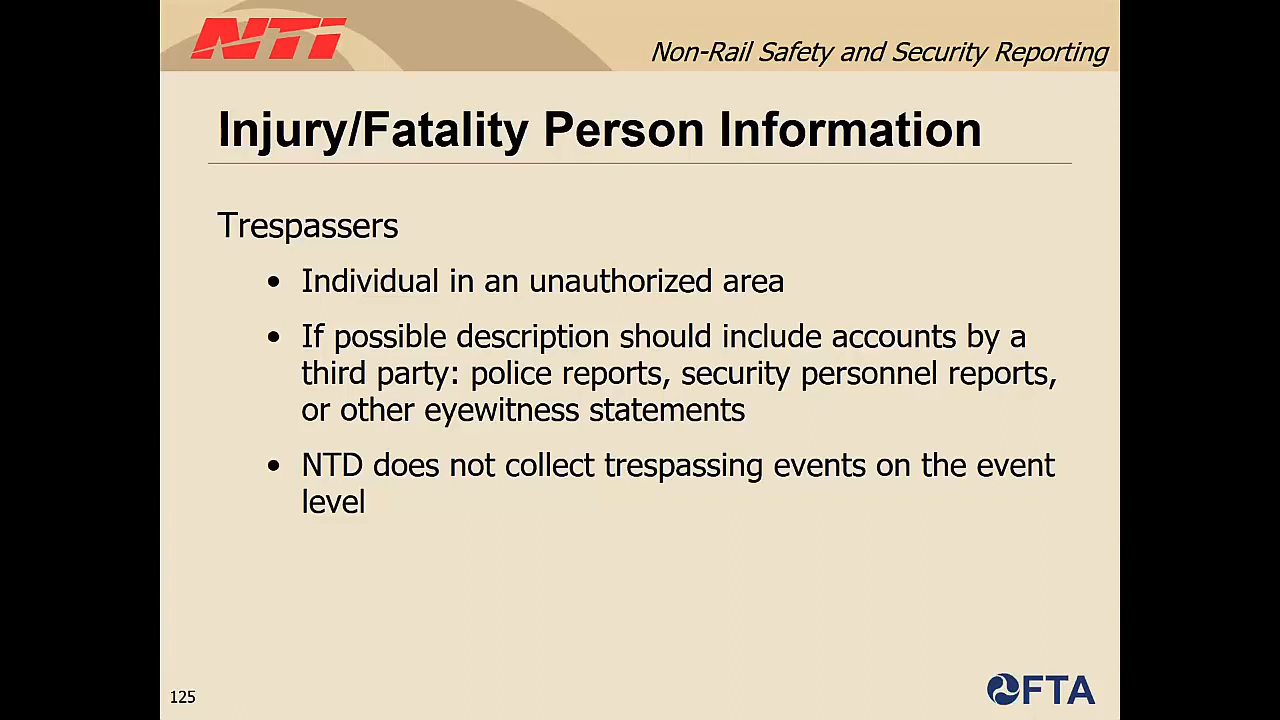 NTI
Non-Rail Safety and Security Reporting
Injury/Fatality Person Information
Trespassers
• Individual in an unauthorized area
• If possible description should include accounts by a
third party: police reports, security personnel reports,
or other eyewitness statements
• NTD does not collect trespassing events on the event
level
125
FTA